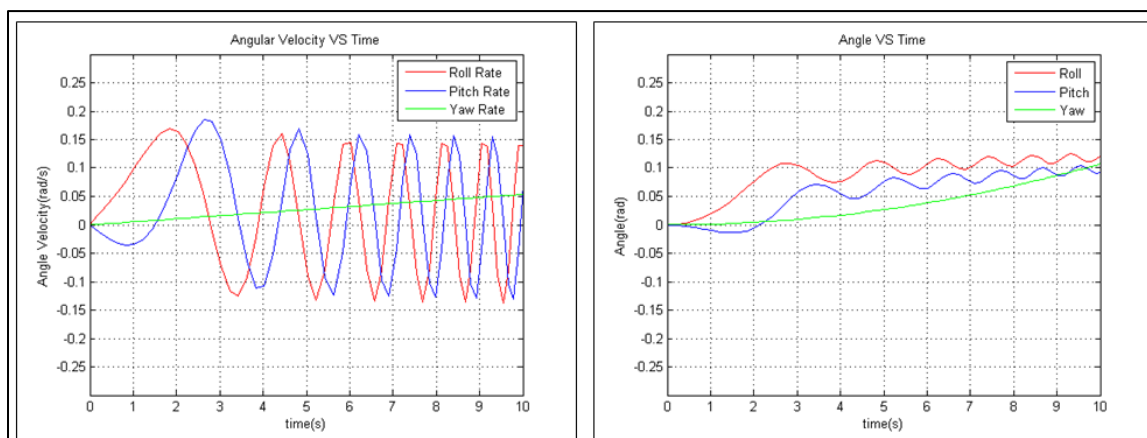 Angular Velocity VS Time
0.25
0.2
0.15
0.1
0.05
0
-0.05
-0.1
-0.15
-0.2
-0.25
Angle Velocity(rad/s)
Roll Rate
Pitch Rate
Yaw Rate
0 1 2 3 4 5 6 7 8 9 10
time(s)
Angle VS Time
0.25
0.2
0.15
0.1
0.05
0
-0.05
-0.1
-0.15
-0.2
-0.25
Angle(rad)
Roll
Pitch
Yaw
0 1 2 3 4 5 6 7 8 9 10
time(s)